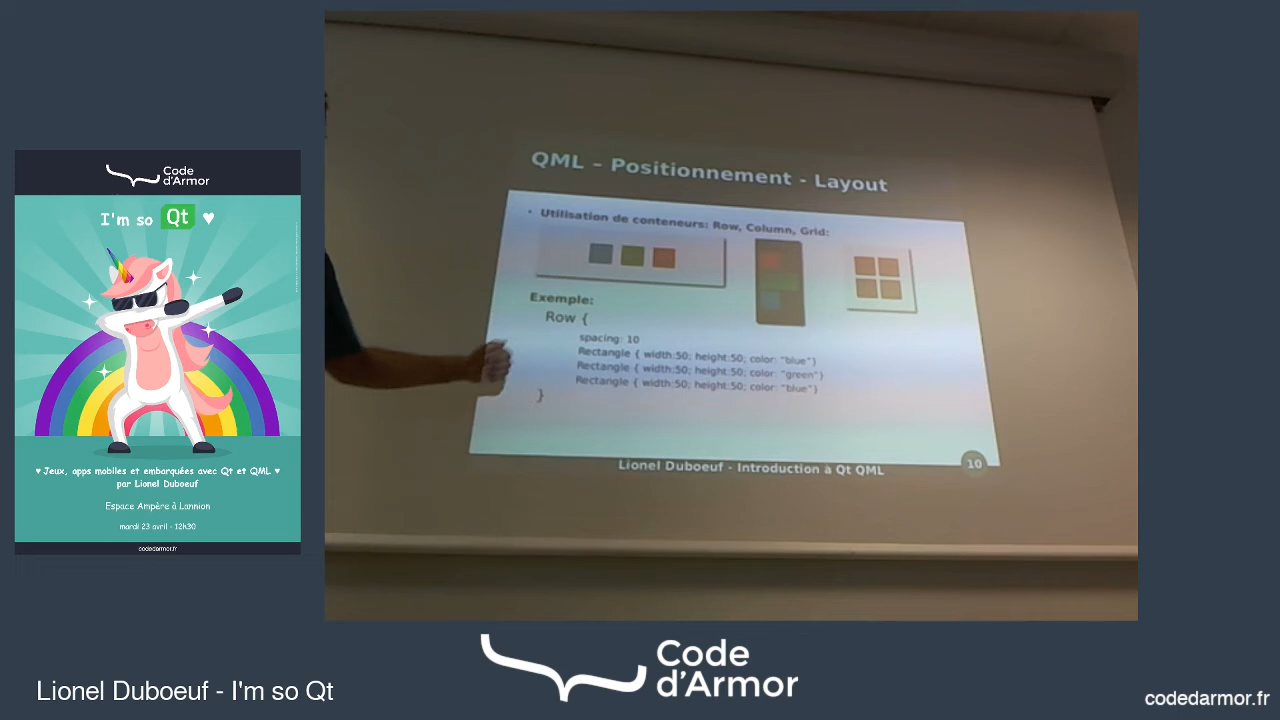 Code
d'Armor
I'm so Qt ♥
♥ Jeux, apps mobiles et embarquées avec Qt et QML ♥
par Lionel Duboeuf
Espace Ampère à Lannion
mardi 23 avril - 12h30
codedarmor.fr
QML – Positionnement - Layout
• Utilisation de conteneurs: Row, Column, Grid:
Exemple:
Row {
spacing: 10
Rectangle { width:50; height:50; color: "blue"}
Rectangle { width:50; height:50; color: "green"}
Rectangle { width:50; height:50; color: "blue"}
}
Lionel Duboeuf - Introduction à Qt QML
10
Lionel Duboeuf - I'm so Qt
Code
d'Armor
codedarmor.fr